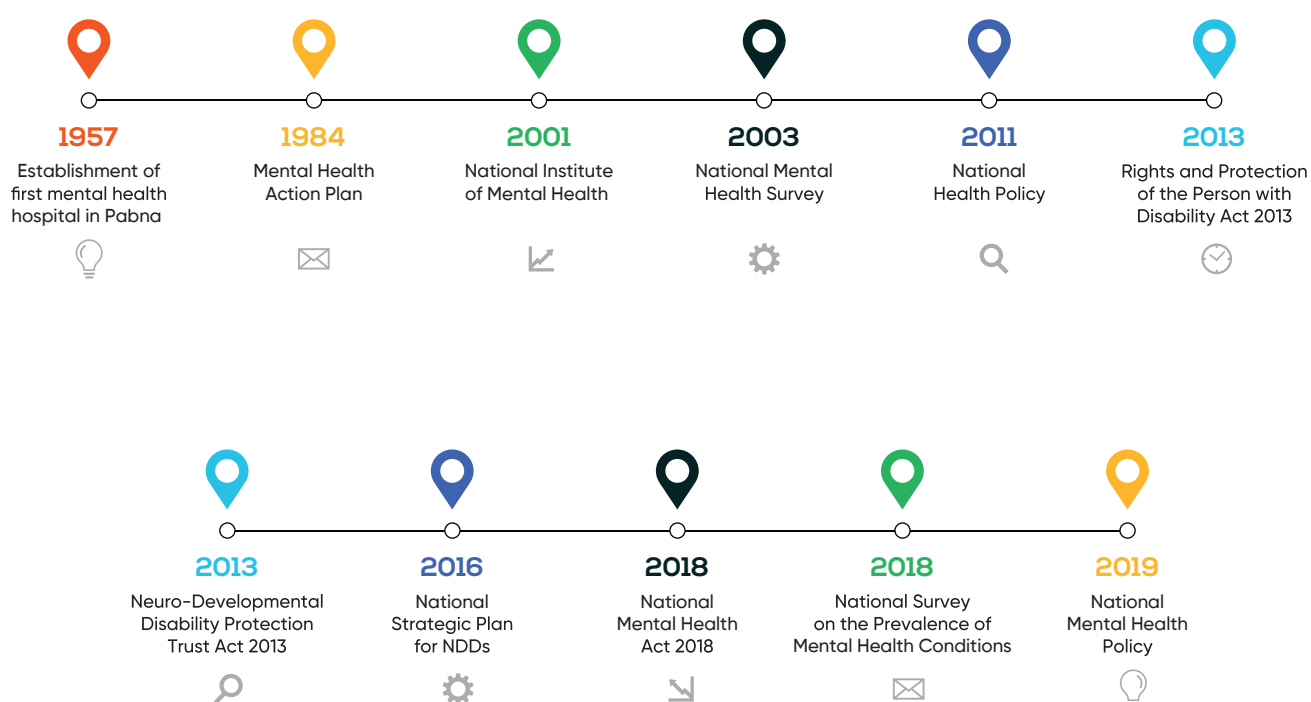 1957
Establishment of
first mental health
hospital in Pabna
1984
Mental Health
Action Plan
2001
National Institute
of Mental Health
2003
National Mental
Health Survey
2011
National
Health Policy
2013
Rights and Protection
of the Person with
Disability Act 2013
2013
Neuro-Developmental
Disability Protection
Trust Act 2013
2016
National
Strategic Plan
for NDDs
2018
National
Mental Health
Act 2018
2018
National Survey
on the Prevalence of
Mental Health Conditions
2019
National
Mental Health
Policy